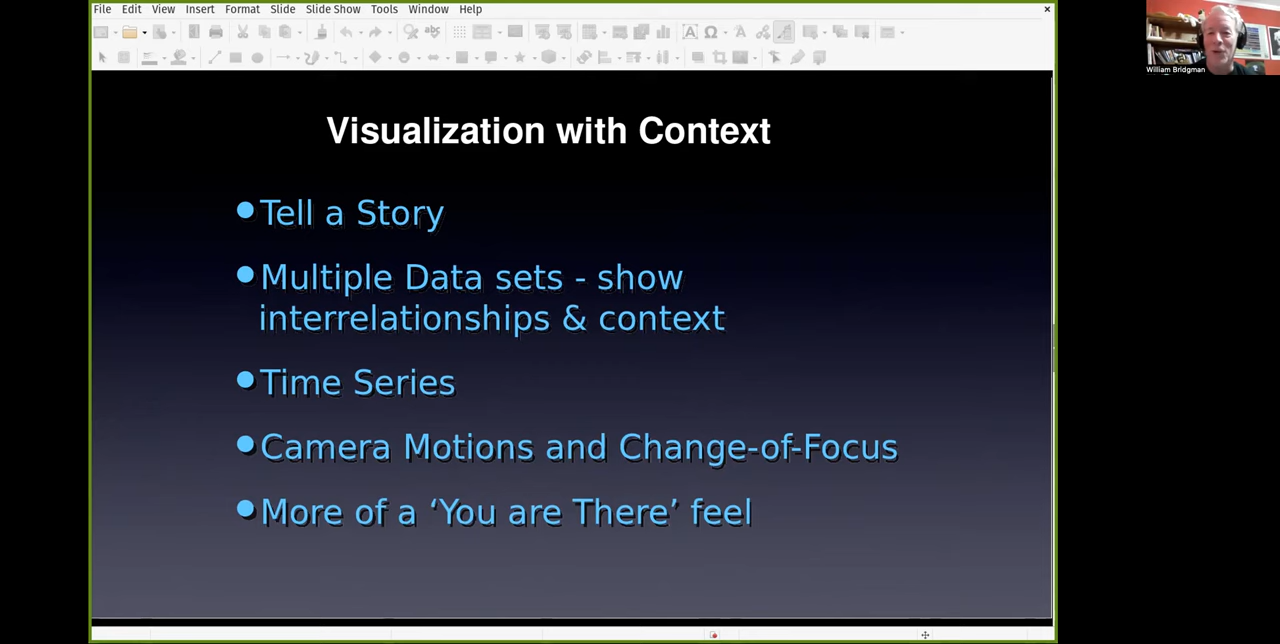 File Edit View Insert Format Slide Slide Show Tools Window Help
William Bridgman
Visualization with Context
●Tell a Story
●Multiple Data sets - show
interrelationships & context
●Time Series
●Camera Motions and Change-of-Focus
●More of a ‘You are There’ feel